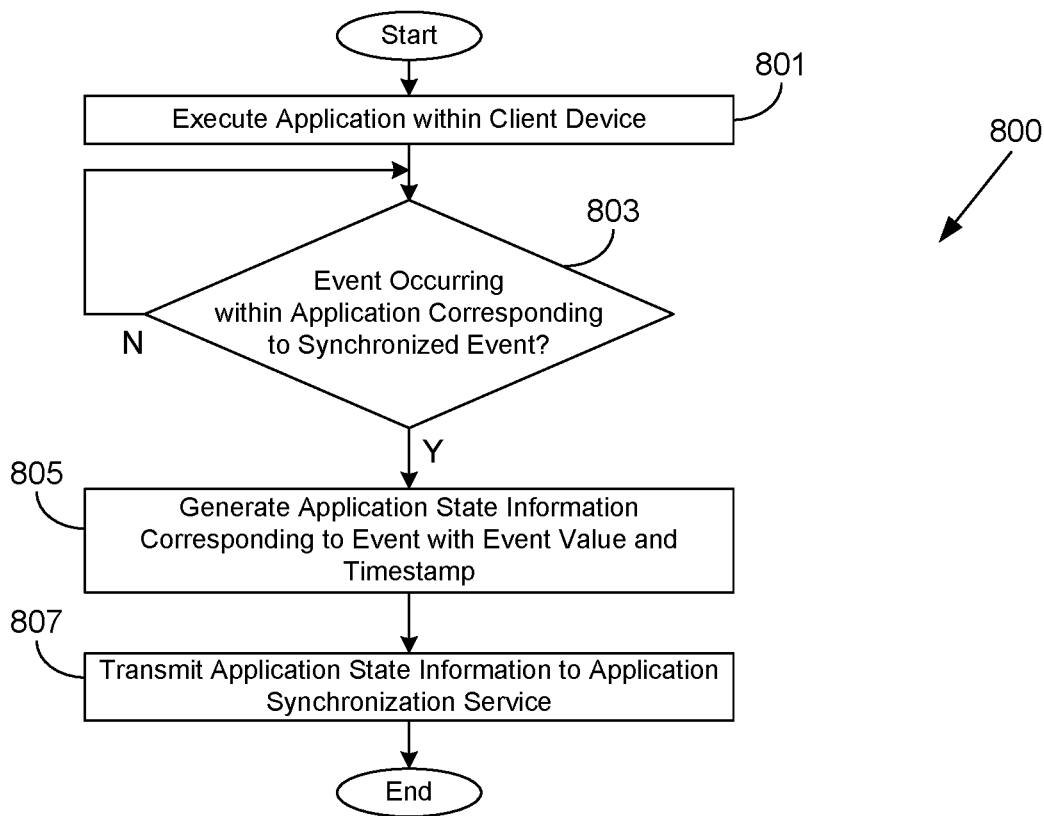 Start
801
Execute Application within Client Device
800
803
Event Occurring
within Application Corresponding
to Synchronized Event?
N
Y
805
Generate Application State Information
Corresponding to Event with Event Value and
Timestamp
807
Transmit Application State Information to Application
Synchronization Service
End